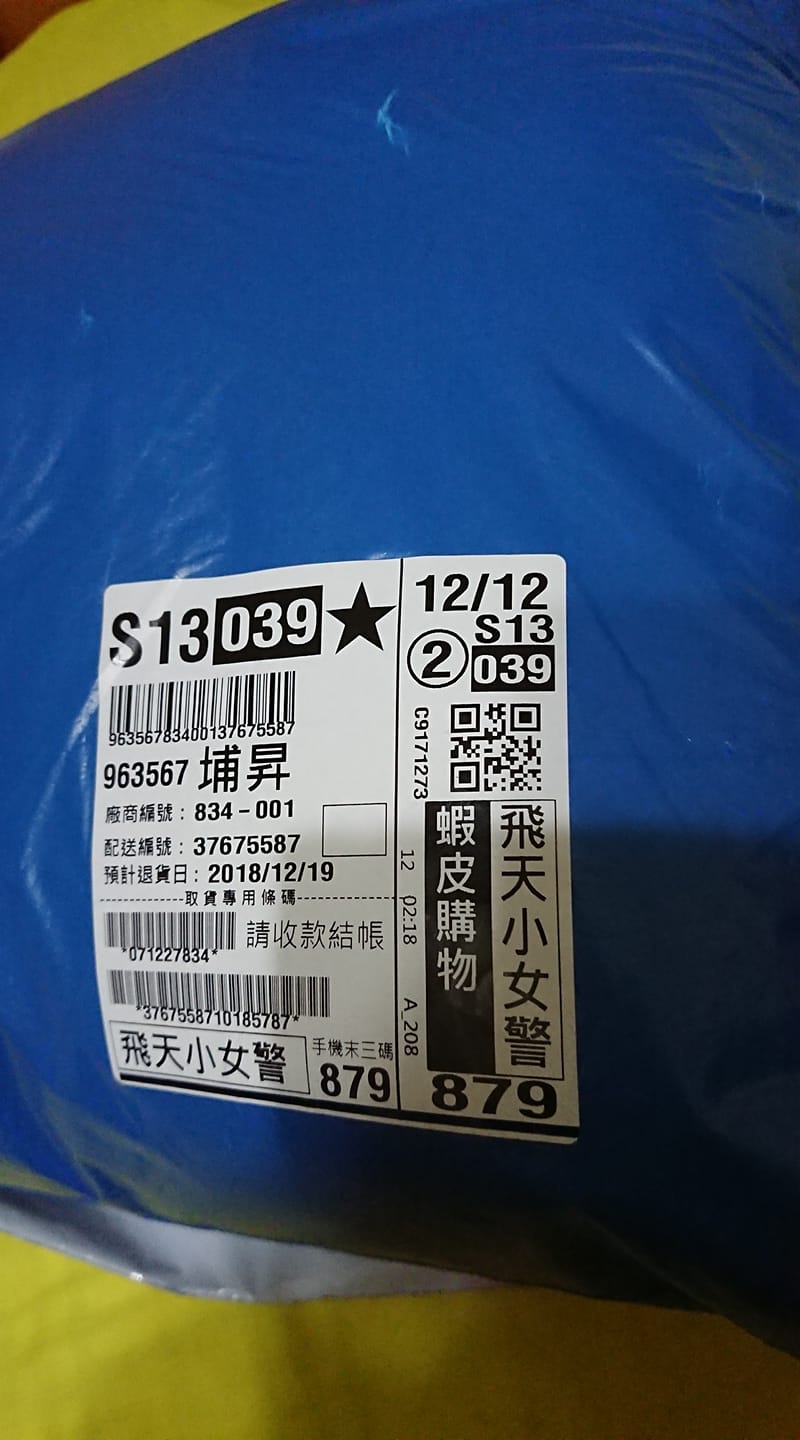 S13 039★
96356783400137675587
963567 埔昇
廠商編號：834-001
配送編號：37675587
預計退貨日：2018/12/19
取貨專用條碼
請收款結帳
*071227834*
*3767558710185787*
飛天小女警
手機末三碼
879
12/12
S13
② 039
C9171273
飛天小女警
蝦皮購物
12 02:18 A_208
879